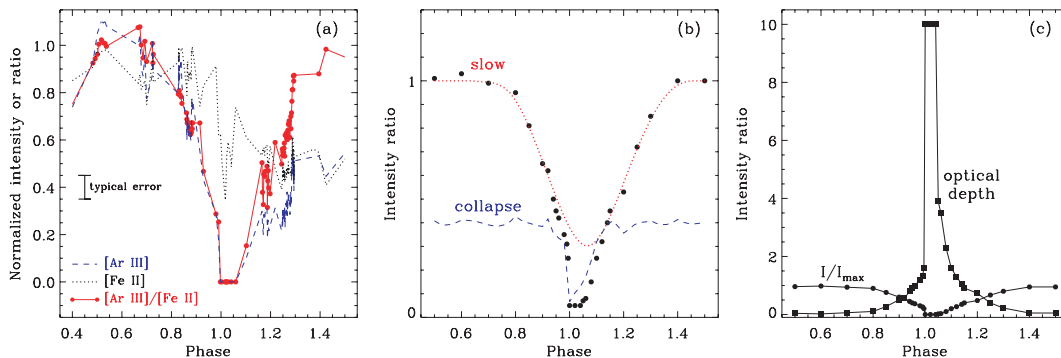 (a)
Normalized intensity or ratio
1.0
0.8
0.6
0.4
0.2
0.0
typical error
[Ar III]
[Fe II]
[Ar III]/[Fe II]
0.4 0.6 0.8 1.0 1.2 1.4
Phase
(b)
Intensity ratio
1
0
slow
collapse
0.6 0.8 1.0 1.2 1.4
Phase
(c)
Intensity ratio
10
8
6
4
2
0
optical
depth
I/Imax
0.6 0.8 1.0 1.2 1.4
Phase